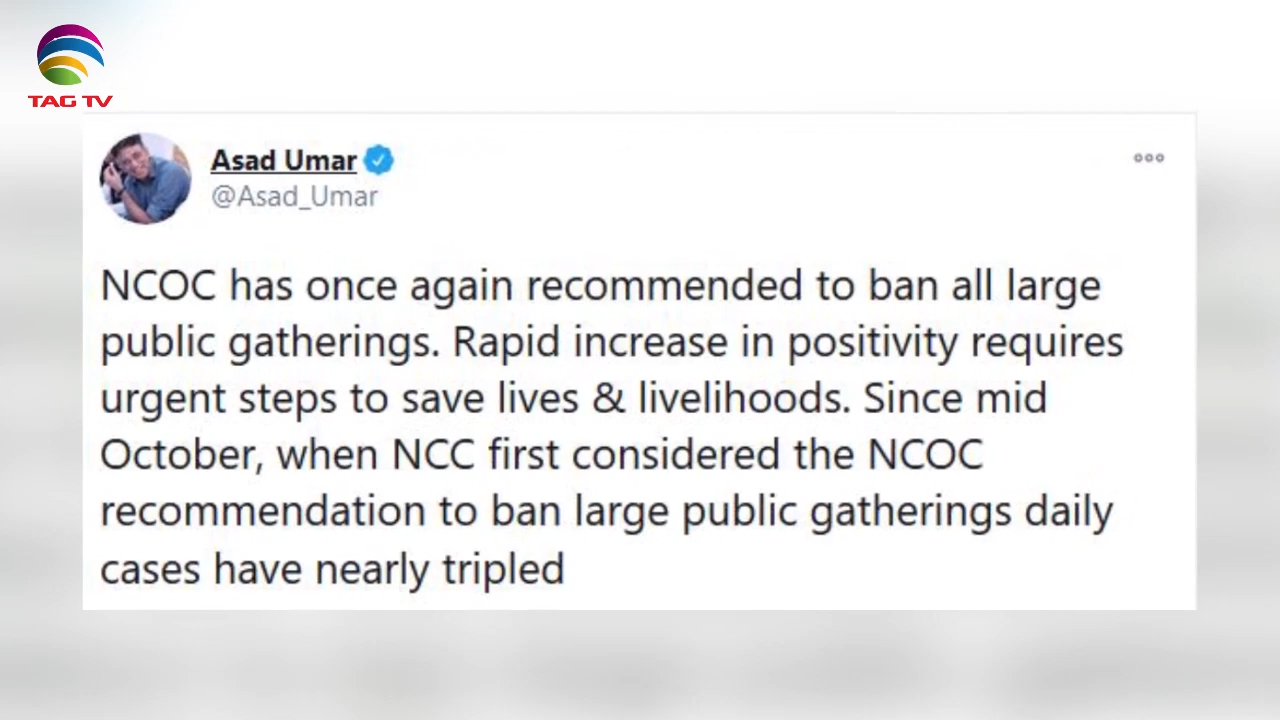 TAG TV
Asad Umar
@Asad_Umar
NCOC has once again recommended to ban all large
public gatherings. Rapid increase in positivity requires
urgent steps to save lives & livelihoods. Since mid
October, when NCC first considered the NCOC
recommendation to ban large public gatherings daily
cases have nearly tripled